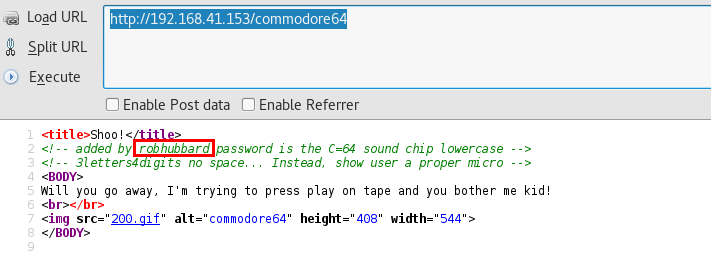 Load URL
http://192.168.41.153/commodore64
Split URL
Execute
Enable Post data Enable Referrer
1 <title>Shoo!</title>
2 <!-- added by robhubbard password is the C=64 sound chip lowercase -->
3 <!-- 3letters4digits no space... Instead, show user a proper micro -->
4 <BODY>
5 Will you go away, I'm trying to press play on tape and you bother me kid!
6 <br></br>
7 <img src="200.gif" alt="commodore64" height="408" width="544">
8 </BODY>
9